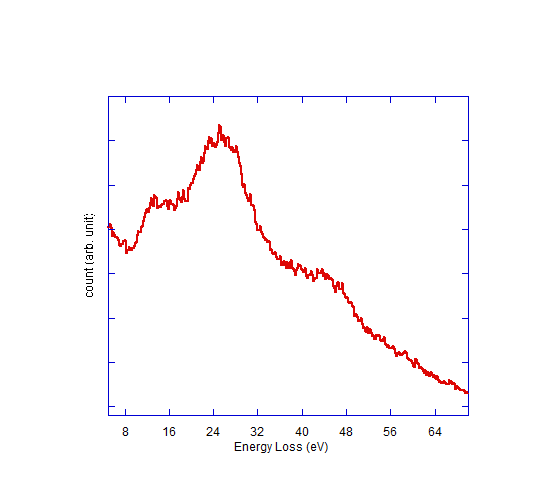 count (arb. unit)
8 16 24 32 40 48 56 64
Energy Loss (eV)